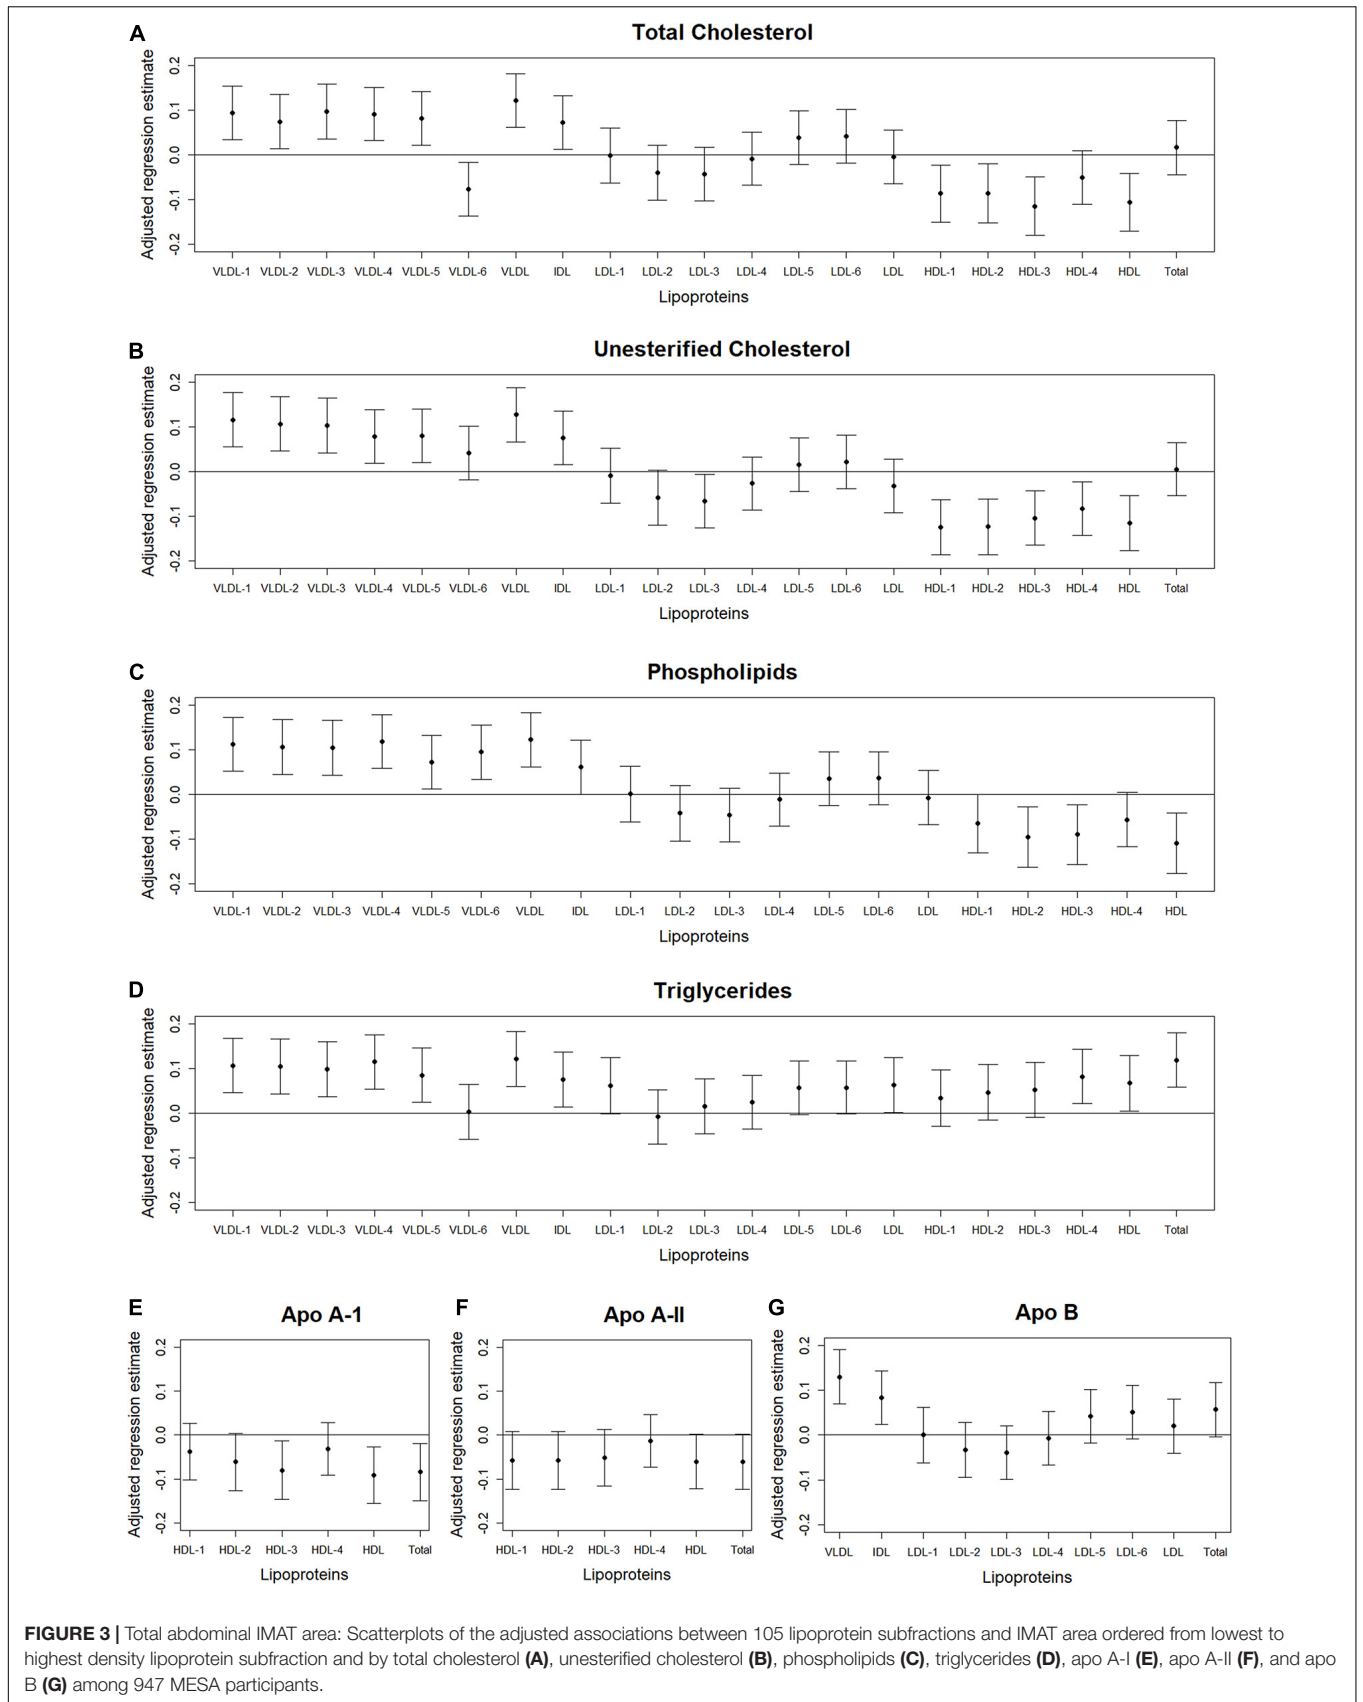 A
Total Cholesterol
Adjusted regression estimate
0.2
0.1
0.0
-0.1
-0.2
VLDL-1 VLDL-2 VLDL-3 VLDL-4 VLDL-5 VLDL-6 VLDL IDL LDL-1 LDL-2 LDL-3 LDL-4 LDL-5 LDL-6 LDL HDL-1 HDL-2 HDL-3 HDL-4 HDL Total
Lipoproteins
B
Unesterified Cholesterol
Adjusted regression estimate
0.2
0.1
0.0
-0.1
-0.2
VLDL-1 VLDL-2 VLDL-3 VLDL-4 VLDL-5 VLDL-6 VLDL IDL LDL-1 LDL-2 LDL-3 LDL-4 LDL-5 LDL-6 LDL HDL-1 HDL-2 HDL-3 HDL-4 HDL Total
Lipoproteins
C
Phospholipids
Adjusted regression estimate
0.2
0.1
0.0
-0.1
-0.2
VLDL-1 VLDL-2 VLDL-3 VLDL-4 VLDL-5 VLDL-6 VLDL IDL LDL-1 LDL-2 LDL-3 LDL-4 LDL-5 LDL-6 LDL HDL-1 HDL-2 HDL-3 HDL-4 HDL
Lipoproteins
D
Triglycerides
Adjusted regression estimate
0.2
0.1
0.0
-0.1
-0.2
VLDL-1 VLDL-2 VLDL-3 VLDL-4 VLDL-5 VLDL-6 VLDL IDL LDL-1 LDL-2 LDL-3 LDL-4 LDL-5 LDL-6 LDL HDL-1 HDL-2 HDL-3 HDL-4 HDL Total
Lipoproteins
E
Apo A-1
Adjusted regression estimate
0.2
0.1
0.0
-0.1
-0.2
HDL-1 HDL-2 HDL-3 HDL-4 HDL Total
Lipoproteins
F
Apo A-II
Adjusted regression estimate
0.2
0.1
0.0
-0.1
-0.2
HDL-1 HDL-2 HDL-3 HDL-4 HDL Total
Lipoproteins
G
Apo B
Adjusted regression estimate
0.2
0.1
0.0
-0.1
-0.2
VLDL IDL LDL-1 LDL-2 LDL-3 LDL-4 LDL-5 LDL-6 LDL Total
Lipoproteins
FIGURE 3 | Total abdominal IMAT area: Scatterplots of the adjusted associations between 105 lipoprotein subfractions and IMAT area ordered from lowest to
highest density lipoprotein subfraction and by total cholesterol (A), unesterified cholesterol (B), phospholipids (C), triglycerides (D), apo A-I (E), apo A-II (F), and apo
B (G) among 947 MESA participants.